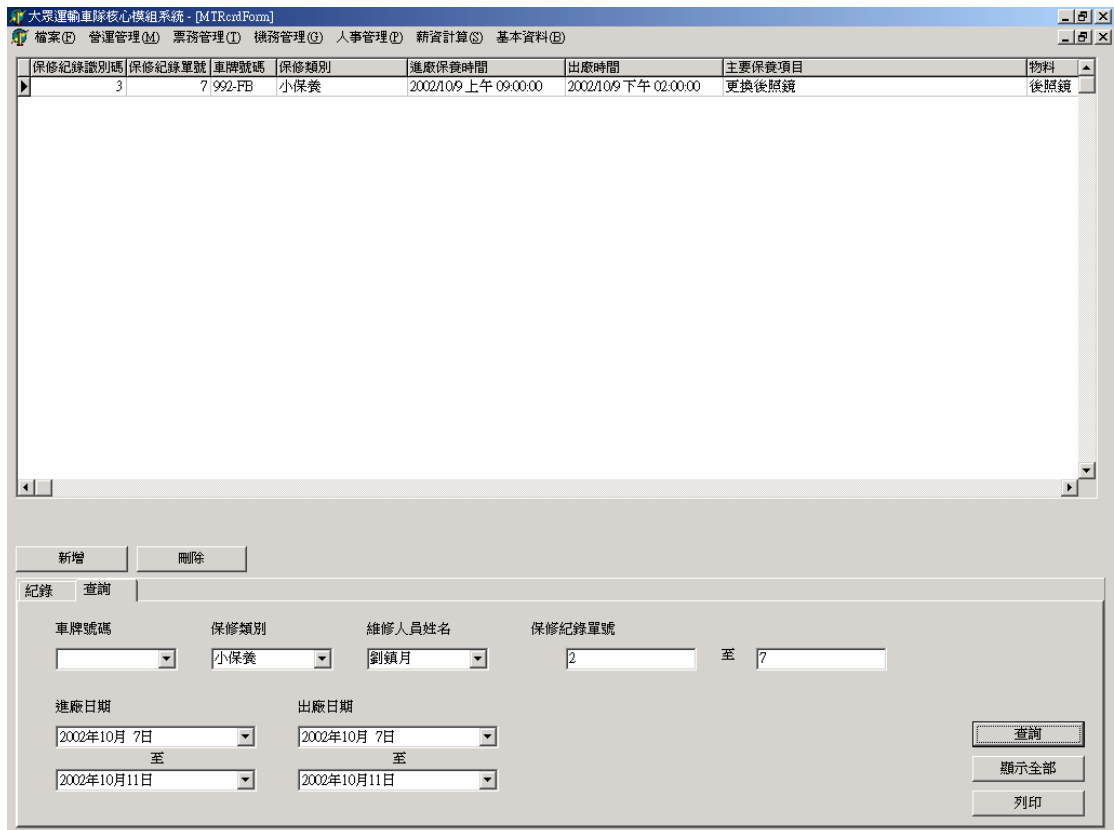 大眾運輸車隊核心模組系統 - [MTRcrdForm]
檔案(F) 營運管理(M) 票務管理(T) 機務管理(G) 人事管理(P) 薪資計算(S) 基本資料(B)
保修紀錄識別碼 保修紀錄單號 車牌號碼 保修類別 進廠保養時間 出廠時間 主要保養項目 物料
3 7 992-FB 小保養 2002/10/9 上午 09:00:00 2002/10/9 下午 02:00:00 更換後照鏡 後照鏡
新增 刪除
紀錄 查詢
車牌號碼 保修類別 維修人員姓名 保修紀錄單號
小保養 劉鎮月 2 至 7
進廠日期 出廠日期
2002年10月 7日 2002年10月 7日
至 至
2002年10月11日 2002年10月11日
查詢
顯示全部
列印